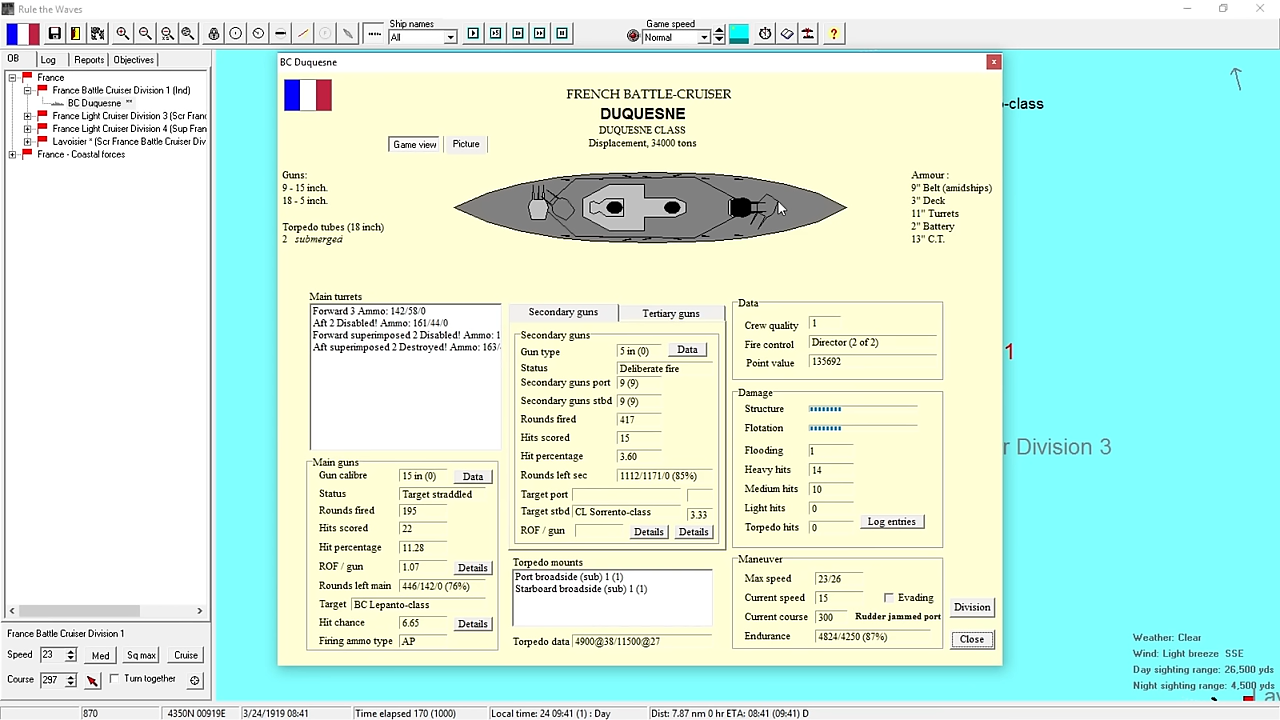 Rule the Waves
Ship names
All
Game speed
Normal
?
OB
Log
Reports
Objectives
France
France Battle Cruiser Division 1 (Ind)
BC Duquesne **
France Light Cruiser Division 3 (Scr Franc
France Light Cruiser Division 4 (Sup Fran
Lavoisier * (Scr France Battle Cruiser Div
France - Coastal forces
France Battle Cruiser Division 1
Speed 23 Med Sq max Cruise
Course 297 Turn together
BC Duquesne
FRENCH BATTLE-CRUISER
DUQUESNE
DUQUESNE CLASS
Displacement, 34000 tons
Game view Picture
Guns:
9 - 15 inch.
18 - 5 inch.
Torpedo tubes (18 inch)
2 submerged
Armour :
9" Belt (amidships)
3" Deck
11" Turrets
2" Battery
13" C.T.
Main turrets
Forward 3 Ammo: 142/58/0
Aft 2 Disabled! Ammo: 161/44/0
Forward superimposed 2 Disabled! Ammo: 1
Aft superimposed 2 Destroyed! Ammo: 163/
Main guns
Gun calibre 15 in (0) Data
Status Target straddled
Rounds fired 195
Hits scored 22
Hit percentage 11.28
ROF / gun 1.07 Details
Rounds left main 446/142/0 (76%)
Target BC Lepanto-class
Hit chance 6.65 Details
Firing ammo type AP
Secondary guns Tertiary guns
Secondary guns
Gun type 5 in (0) Data
Status Deliberate fire
Secondary guns port 9 (9)
Secondary guns stbd 9 (9)
Rounds fired 417
Hits scored 15
Hit percentage 3.60
Rounds left sec 1112/1171/0 (85%)
Target port
Target stbd CL Sorrento-class 3.33
ROF / gun Details Details
Torpedo mounts
Port broadside (sub) 1 (1)
Starboard broadside (sub) 1 (1)
Torpedo data 4900@38/11500@27
Data
Crew quality 1
Fire control Director (2 of 2)
Point value 135692
Damage
Structure
Flotation
Flooding 1
Heavy hits 14
Medium hits 10
Light hits 0
Torpedo hits 0 Log entries
Maneuver
Max speed 23/26
Current speed 15 Evading
Current course 300 Rudder jammed port
Endurance 4824/4250 (87%)
Division
Close
-class
1
r Division 3
Weather: Clear
Wind: Light breeze SSE
Day sighting range: 26,500 yds
Night sighting range: 4,500 yds
870 4350N 00919E 3/24/1919 08:41 Time elapsed 170 (1000) Local time: 24 09:41 (1) : Day Dist: 7.87 nm 0 hr ETA: 08:41 (09:41) D